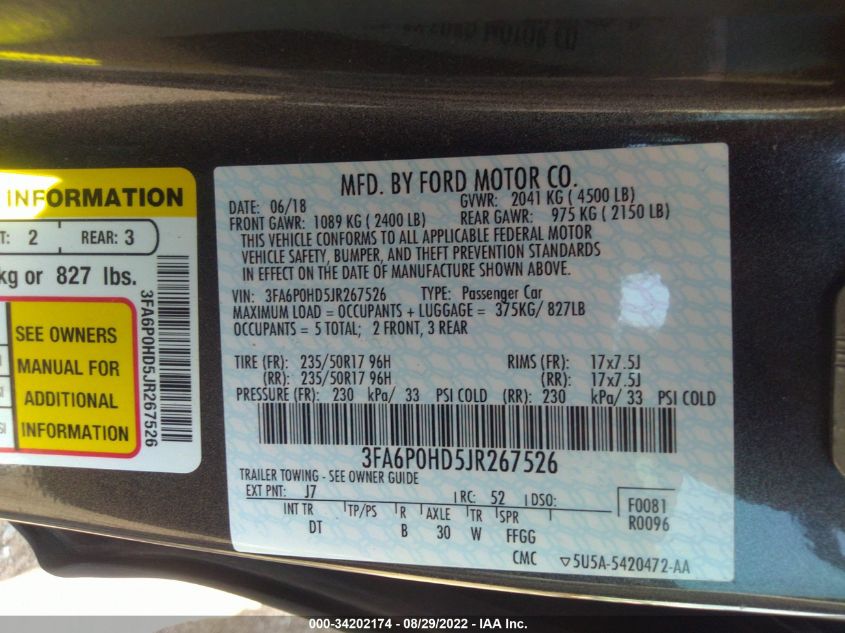 INFORMATION
T: 2 REAR: 3
kg or 827 lbs.
SEE OWNERS
MANUAL FOR
ADDITIONAL
INFORMATION
3FA6P0HD5JR267526
MFD. BY FORD MOTOR CO.
DATE: 06/18 GVWR: 2041 KG ( 4500 LB)
FRONT GAWR: 1089 KG ( 2400 LB) REAR GAWR: 975 KG ( 2150 LB)
THIS VEHICLE CONFORMS TO ALL APPLICABLE FEDERAL MOTOR
VEHICLE SAFETY, BUMPER, AND THEFT PREVENTION STANDARDS
IN EFFECT ON THE DATE OF MANUFACTURE SHOWN ABOVE.
VIN: 3FA6P0HD5JR267526 TYPE: Passenger Car
MAXIMUM LOAD = OCCUPANTS + LUGGAGE = 375KG/ 827LB
OCCUPANTS = 5 TOTAL; 2 FRONT, 3 REAR
TIRE (FR): 235/50R17 96H RIMS (FR): 17x7.5J
(RR): 235/50R17 96H (RR): 17x7.5J
PRESSURE (FR): 230 kPa/ 33 PSI COLD (RR): 230 kPa/ 33 PSI COLD
3FA6P0HD5JR267526
TRAILER TOWING - SEE OWNER GUIDE
EXT PNT: J7 RC: 52 DSO:
INT TR TP/PS R AXLE TR SPR
DT B 30 W FFGG
F0081
R0096
CMC 5U5A-5420472-AA
000-34202174 - 08/29/2022 - IAA Inc.